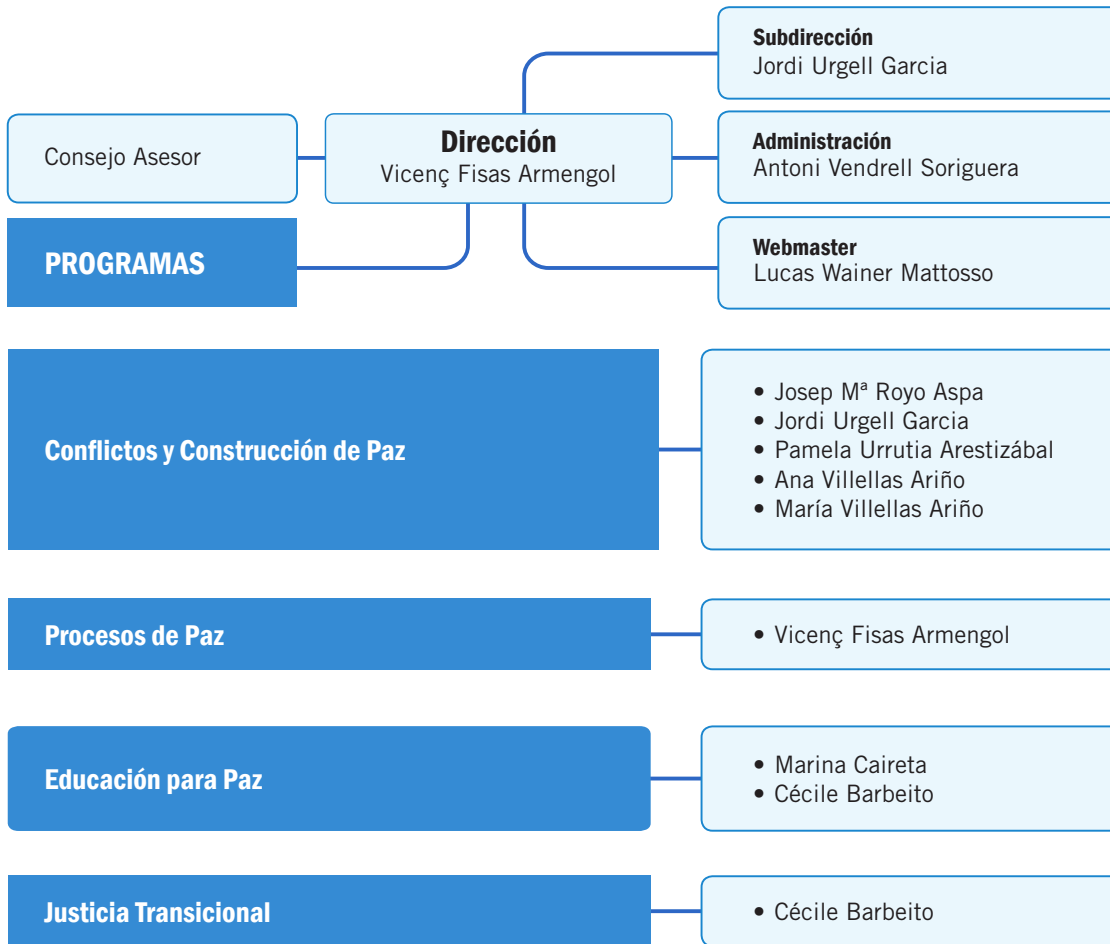 Subdirección
Jordi Urgell Garcia
Consejo Asesor
Dirección
Vicenç Fisas Armengol
Administración
Antoni Vendrell Soriguera
PROGRAMAS
Webmaster
Lucas Wainer Mattosso
Conflictos y Construcción de Paz
• Josep Mª Royo Aspa
• Jordi Urgell Garcia
• Pamela Urrutia Arestizábal
• Ana Villellas Ariño
• María Villellas Ariño
Procesos de Paz
• Vicenç Fisas Armengol
Educación para Paz
• Marina Caireta
• Cécile Barbeito
Justicia Transicional
• Cécile Barbeito